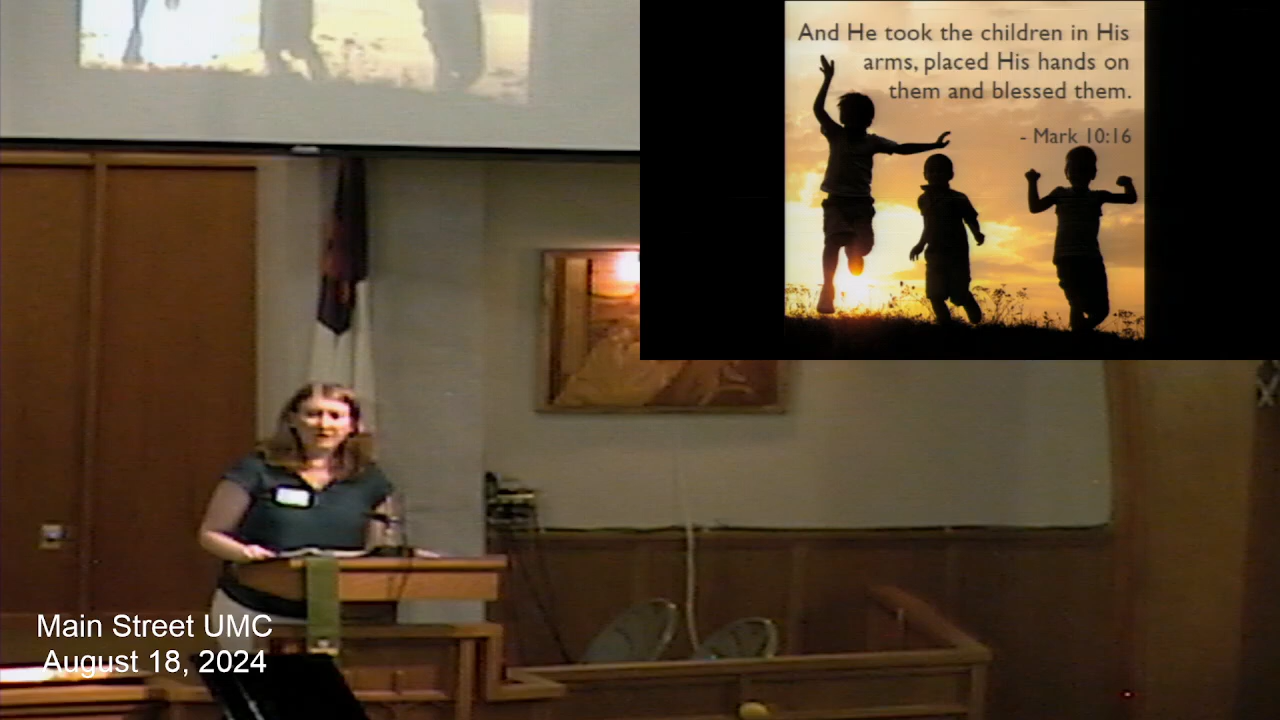 And He took the children in His
arms, placed His hands on
them and blessed them.
- Mark 10:16
Main Street UMC
August 18, 2024